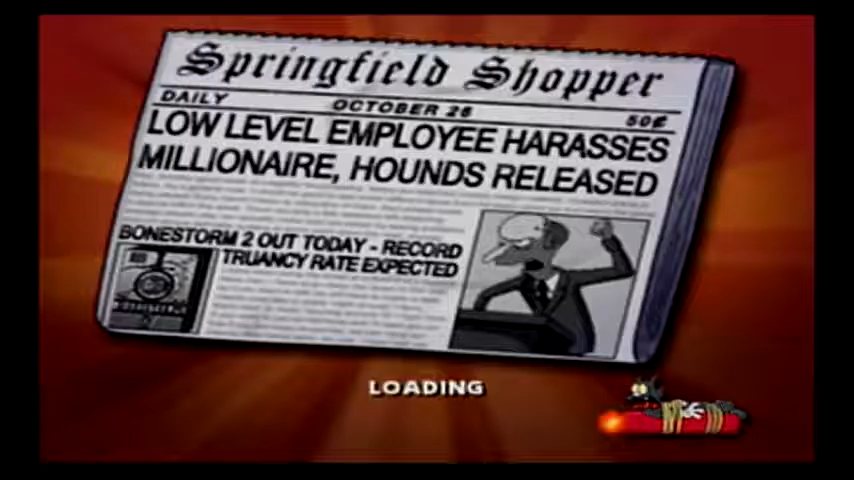 Springfield Shopper
DAILY OCTOBER 26 50¢
LOW LEVEL EMPLOYEE HARASSES
MILLIONAIRE, HOUNDS RELEASED
BONESTORM 2 OUT TODAY - RECORD
TRUANCY RATE EXPECTED
LOADING